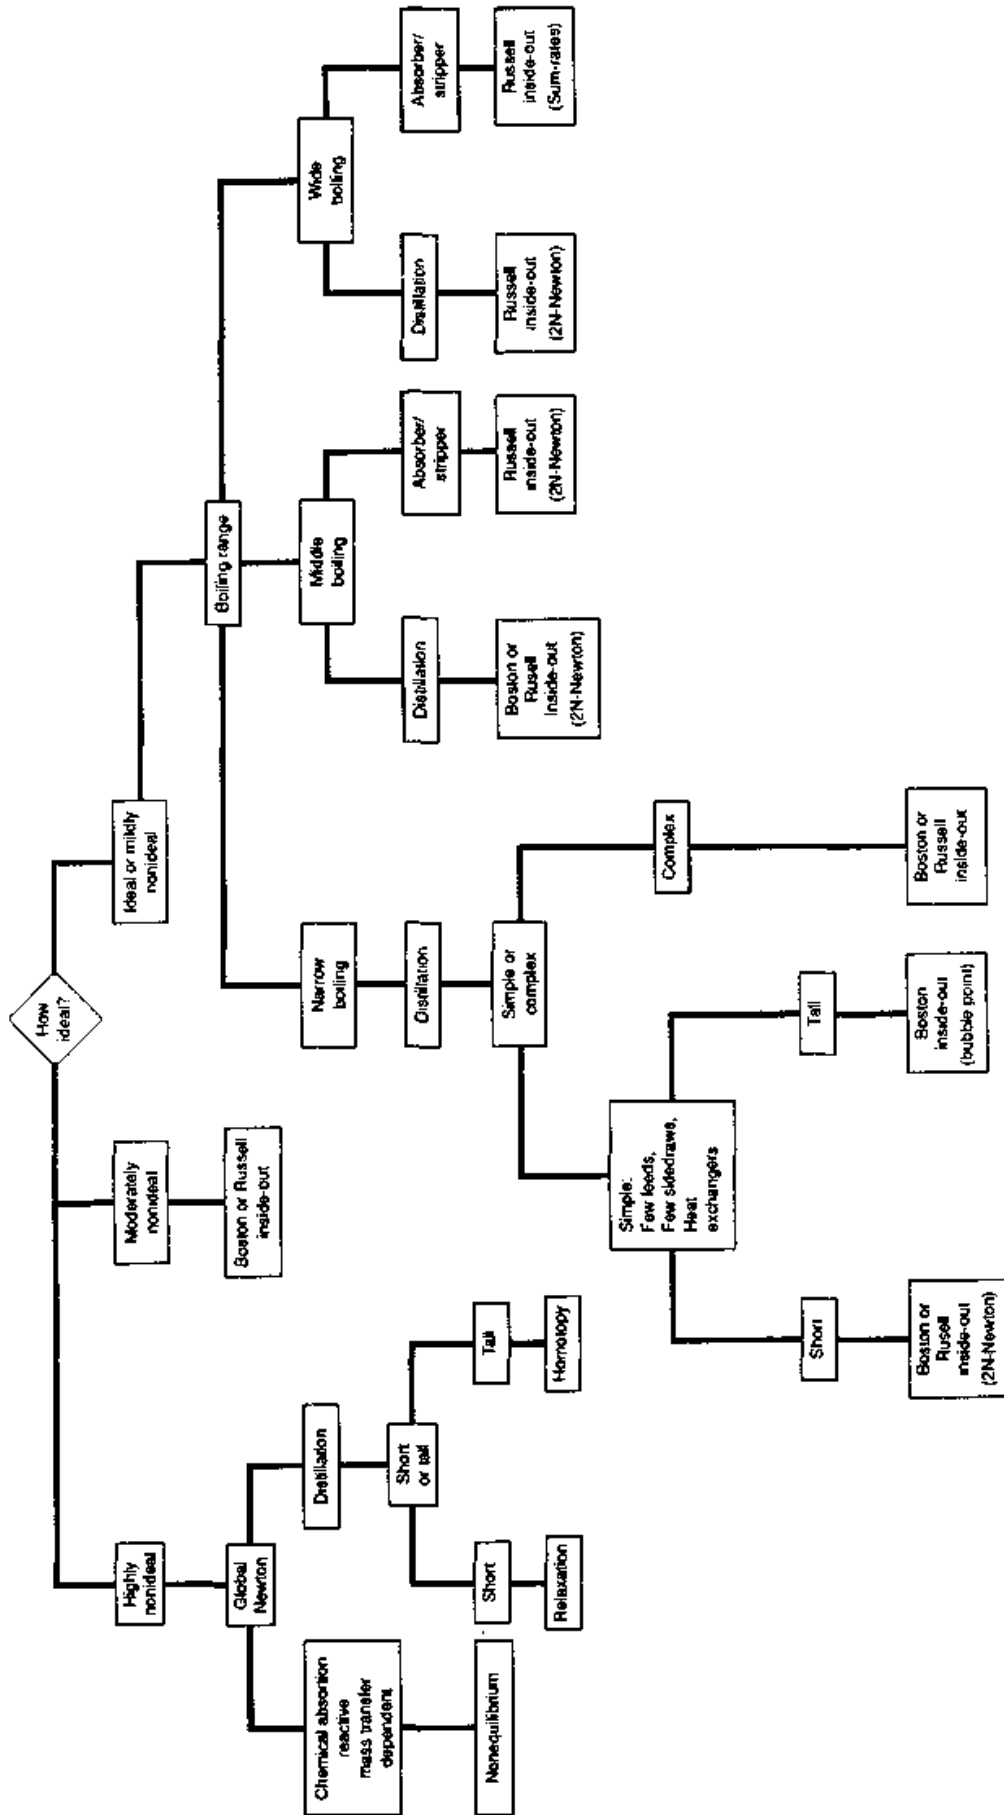 How
ideal?
Highly
nonideal
Moderately
nonideal
Ideal or mildly
nonideal
Global
Newton
Boston or Russell
inside-out
Boiling range
Chemical absortion
reactive
mass transfer
dependent
Distillation
Narrow
boiling
Middle
boiling
Wide
boiling
Short
or tall
Distillation
Distillation
Absorber/
stripper
Distillation
Absorber/
stripper
Nonequilibrium
Short
Tall
Simple or
complex
Boston or
Rusell
Inside-out
(2N-Newton)
Russell
inside-out
(2N-Newton)
Russell
inside-out
(2N-Newton)
Russell
inside-out
(Sum-rates)
Relaxation
Homotopy
Simple:
Few feeds,
Few sidedraws,
Heat
exchangers
Complex
Short
Tall
Boston or
Rusell
inside-out
(2N-Newton)
Boston
inside-out
(bubble point)
Boston or
Russell
inside-out